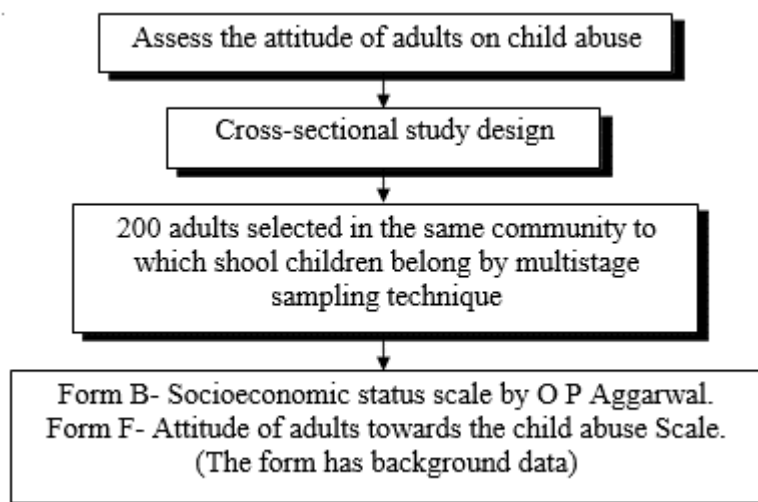 Assess the attitude of adults on child abuse
Cross-sectional study design
200 adults selected in the same community to
which shool children belong by multistage
sampling technique
Form B- Socioeconomic status scale by O P Aggarwal.
Form F- Attitude of adults towards the child abuse Scale.
(The form has background data)